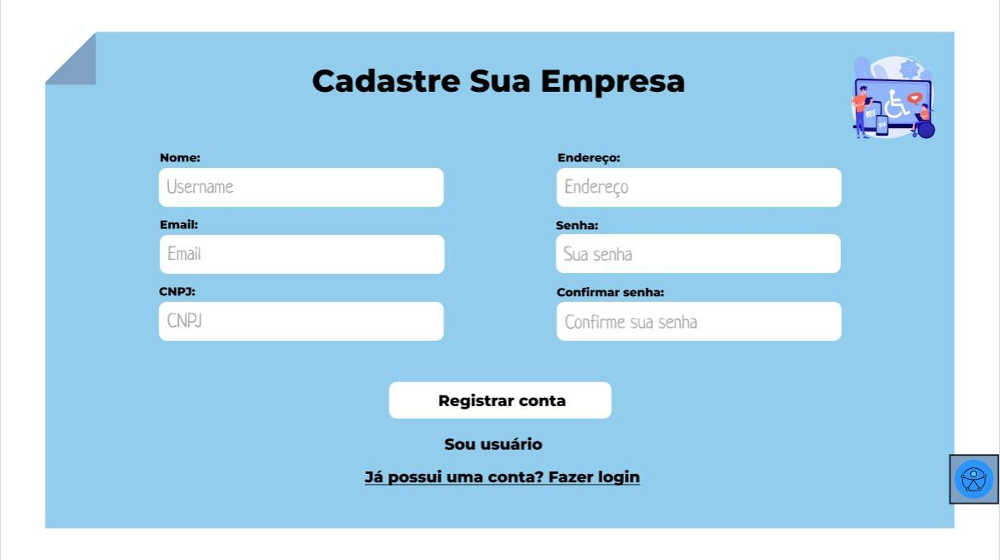 Cadastre Sua Empresa
Nome:
Username
Email:
Email
CNPJ:
CNPJ
Endereço:
Endereço
Senha:
Sua senha
Confirmar senha:
Confirme sua senha
Registrar conta
Sou usuário
Já possui uma conta? Fazer login